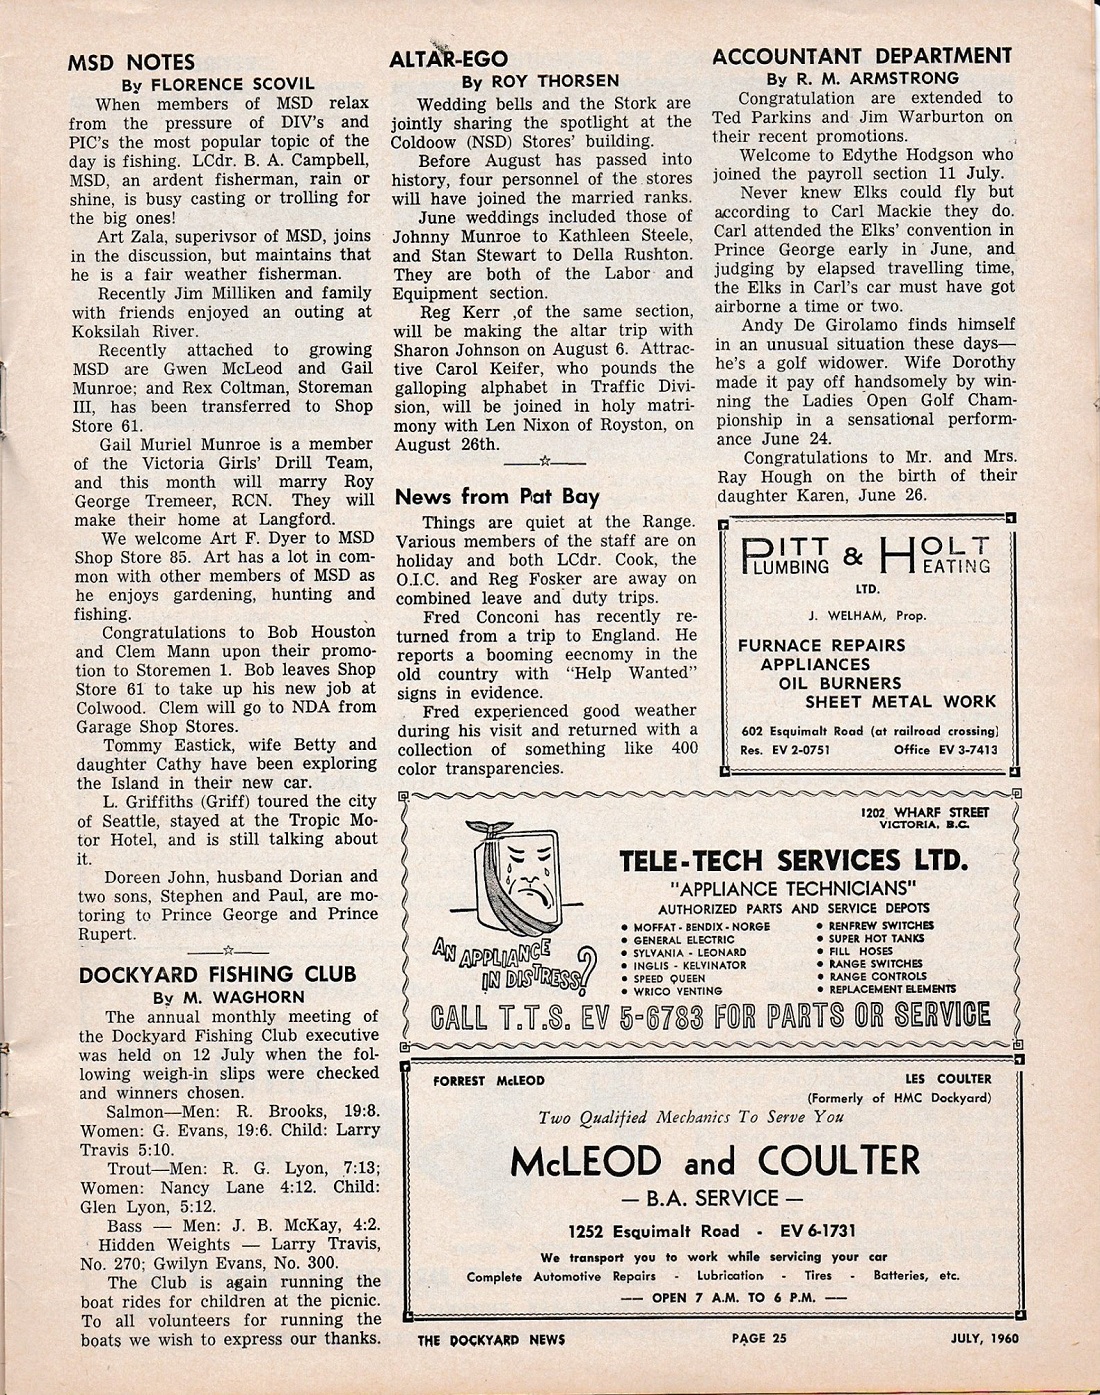 MSD NOTES
By FLORENCE SCOVIL
When members of MSD relax
from the pressure of DIV's and
PIC's the most popular topic of the
day is fishing. LCdr. B. A. Campbell,
MSD, an ardent fisherman, rain or
shine, is busy casting or trolling for
the big ones!
Art Zala, superivsor of MSD, joins
in the discussion, but maintains that
he is a fair weather fisherman.
Recently Jim Milliken and family
with friends enjoyed an outing at
Koksilah River.
Recently attached to growing
MSD are Gwen McLeod and Gail
Munroe; and Rex Coltman, Storeman
III, has been transferred to Shop
Store 61.
Gail Muriel Munroe is a member
of the Victoria Girls' Drill Team,
and this month will marry Roy
George Tremeer, RCN. They will
make their home at Langford.
We welcome Art F. Dyer to MSD
Shop Store 85. Art has a lot in com-
mon with other members of MSD as
he enjoys gardening, hunting and
fishing.
Congratulations to Bob Houston
and Clem Mann upon their promo-
tion to Storemen 1. Bob leaves Shop
Store 61 to take up his new job at
Colwood. Clem will go to NDA from
Garage Shop Stores.
Tommy Eastick, wife Betty and
daughter Cathy have been exploring
the Island in their new car.
L. Griffiths (Griff) toured the city
of Seattle, stayed at the Tropic Mo-
tor Hotel, and is still talking about
it.
Doreen John, husband Dorian and
two sons, Stephen and Paul, are mo-
toring to Prince George and Prince
Rupert.
DOCKYARD FISHING CLUB
By M. WAGHORN
The annual monthly meeting of
the Dockyard Fishing Club executive
was held on 12 July when the fol-
lowing weigh-in slips were checked
and winners chosen.
Salmon—Men: R. Brooks, 19:8.
Women: G. Evans, 19:6. Child: Larry
Travis 5:10.
Trout—Men: R. G. Lyon, 7:13;
Women: Nancy Lane 4:12. Child:
Glen Lyon, 5:12.
Bass — Men: J. B. McKay, 4:2.
Hidden Weights — Larry Travis,
No. 270; Gwilyn Evans, No. 300.
The Club is again running the
boat rides for children at the picnic.
To all volunteers for running the
boats we wish to express our thanks.
ALTAR-EGO
By ROY THORSEN
Wedding bells and the Stork are
jointly sharing the spotlight at the
Coldoow (NSD) Stores' building.
Before August has passed into
history, four personnel of the stores
will have joined the married ranks.
June weddings included those of
Johnny Munroe to Kathleen Steele,
and Stan Stewart to Della Rushton.
They are both of the Labor and
Equipment section.
Reg Kerr ,of the same section,
will be making the altar trip with
Sharon Johnson on August 6. Attrac-
tive Carol Keifer, who pounds the
galloping alphabet in Traffic Divi-
sion, will be joined in holy matri-
mony with Len Nixon of Royston, on
August 26th.
News from Pat Bay
Things are quiet at the Range.
Various members of the staff are on
holiday and both LCdr. Cook, the
O.I.C. and Reg Fosker are away on
combined leave and duty trips.
Fred Conconi has recently re-
turned from a trip to England. He
reports a booming eecnomy in the
old country with "Help Wanted"
signs in evidence.
Fred experienced good weather
during his visit and returned with a
collection of something like 400
color transparencies.
ACCOUNTANT DEPARTMENT
By R. M. ARMSTRONG
Congratulation are extended to
Ted Parkins and Jim Warburton on
their recent promotions.
Welcome to Edythe Hodgson who
joined the payroll section 11 July.
Never knew Elks could fly but
according to Carl Mackie they do.
Carl attended the Elks' convention in
Prince George early in June, and
judging by elapsed travelling time,
the Elks in Carl's car must have got
airborne a time or two.
Andy De Girolamo finds himself
in an unusual situation these days—
he's a golf widower. Wife Dorothy
made it pay off handsomely by win-
ning the Ladies Open Golf Cham-
pionship in a sensational perform-
ance June 24.
Congratulations to Mr. and Mrs.
Ray Hough on the birth of their
daughter Karen, June 26.
PITT & HOLT
PLUMBING HEATING
LTD.
J. WELHAM, Prop.
FURNACE REPAIRS
APPLIANCES
OIL BURNERS
SHEET METAL WORK
602 Esquimalt Road (at railroad crossing)
Res. EV 2-0751 Office EV 3-7413
1202 WHARF STREET
VICTORIA, B.C.
TELE-TECH SERVICES LTD.
"APPLIANCE TECHNICIANS"
AUTHORIZED PARTS AND SERVICE DEPOTS
• MOFFAT - BENDIX - NORGE
• GENERAL ELECTRIC
• SYLVANIA - LEONARD
• INGLIS - KELVINATOR
• SPEED QUEEN
• WRICO VENTING
• RENFREW SWITCHES
• SUPER HOT TANKS
• FILL HOSES
• RANGE SWITCHES
• RANGE CONTROLS
• REPLACEMENT ELEMENTS
AN APPLIANCE
IN DISTRESS?
CALL T.T.S. EV 5-6783 FOR PARTS OR SERVICE
FORREST McLEOD LES COULTER
(Formerly of HMC Dockyard)
Two Qualified Mechanics To Serve You
McLEOD and COULTER
— B.A. SERVICE —
1252 Esquimalt Road - EV 6-1731
We transport you to work while servicing your car
Complete Automotive Repairs - Lubrication - Tires - Batteries, etc.
— OPEN 7 A.M. TO 6 P.M. —
THE DOCKYARD NEWS PAGE 25 JULY, 1960